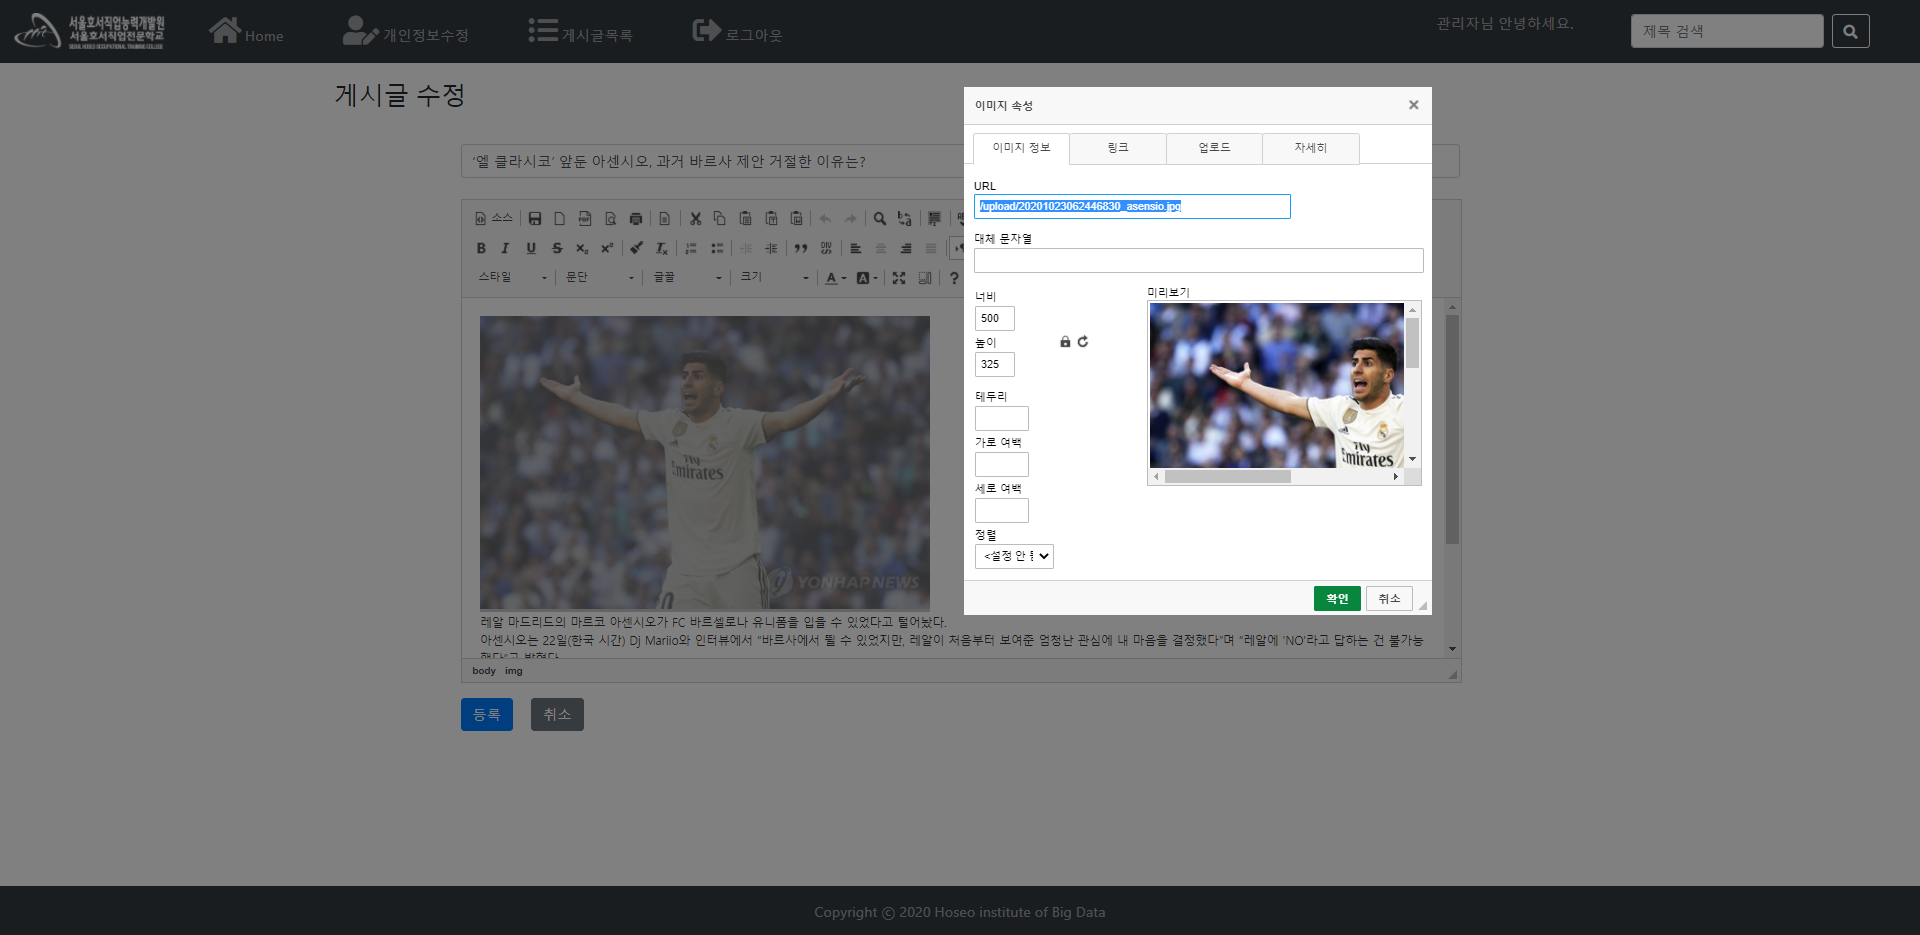 서울호서직업능력개발원
서울호서직업전문학교
SEOUL HOSEO OCCUPATIONAL TRAINING COLLEGE
Home
개인정보수정
게시글목록
로그아웃
관리자님 안녕하세요.
제목 검색
게시글 수정
'엘 클라시코' 앞둔 아센시오, 과거 바르사 제안 거절한 이유는?
소스
스타일
문단
글꼴
크기
Fly
Emirates
YONHAP NEWS
레알 마드리드의 마르코 아센시오가 FC 바르셀로나 유니폼을 입을 수 있었다고 털어놨다.
아센시오는 22일(한국 시간) Dj Mariio와 인터뷰에서 "바르사에서 뛸 수 있었지만, 레알이 처음부터 보여준 엄청난 관심에 내 마음을 결정했다"며 "레알에 'NO'라고 답하는 건 불가능
했다"고 밝혔다.
body img
등록
취소
이미지 속성
이미지 정보
링크
업로드
자세히
URL
/upload/20201023062446830_asensio.jpg
대체 문자열
너비
500
높이
325
테두리
가로 여백
세로 여백
정렬
<설정 안
미리보기
Fly
Emirates
확인
취소
Copyright ⓒ 2020 Hoseo institute of Big Data